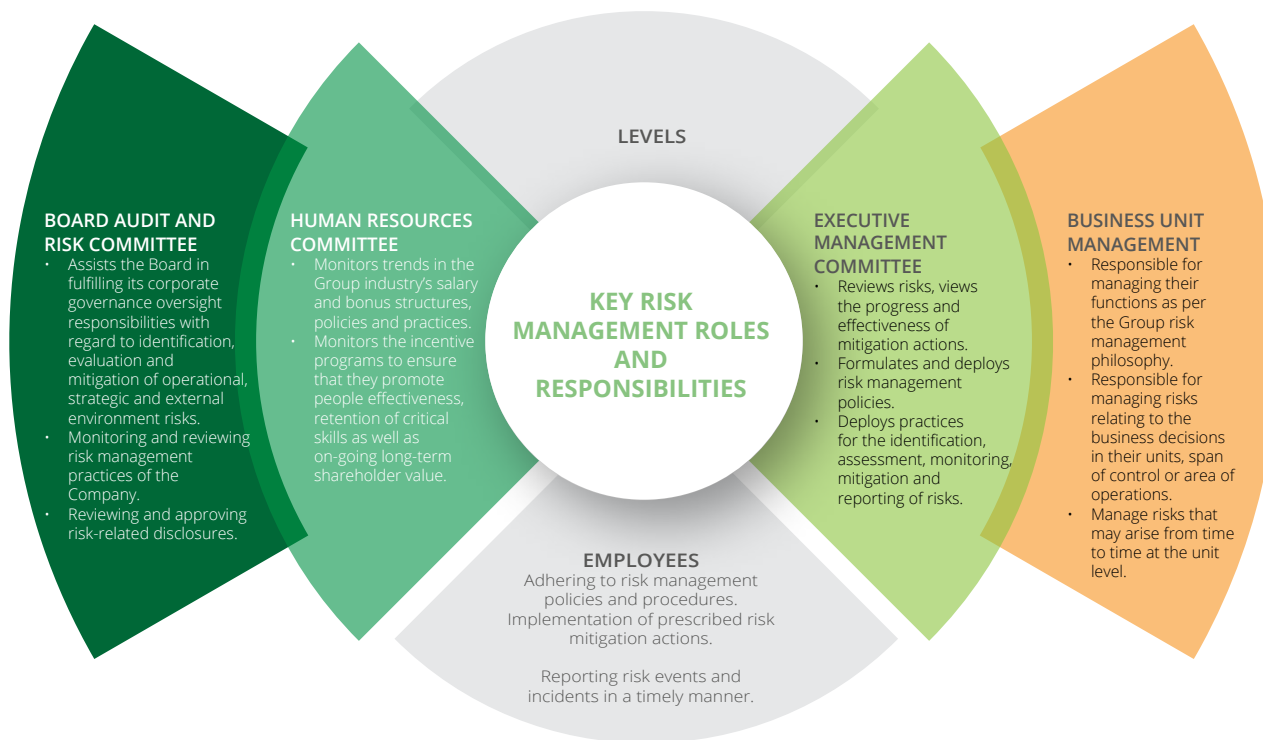 LEVELS
BOARD AUDIT AND
RISK COMMITTEE
• Assists the Board in
fulfilling its corporate
governance oversight
responsibilities with
regard to identification,
evaluation and
mitigation of operational,
strategic and external
environment risks.
• Monitoring and reviewing
risk management
practices of the
Company.
• Reviewing and approving
risk-related disclosures.
HUMAN RESOURCES
COMMITTEE
• Monitors trends in the
Group industry's salary
and bonus structures,
policies and practices.
• Monitors the incentive
programs to ensure
that they promote
people effectiveness,
retention of critical
skills as well as
on-going long-term
shareholder value.
KEY RISK
MANAGEMENT ROLES
AND
RESPONSIBILITIES
EXECUTIVE
MANAGEMENT
COMMITTEE
• Reviews risks, views
the progress and
effectiveness of
mitigation actions.
• Formulates and deploys
risk management
policies.
• Deploys practices
for the identification,
assessment, monitoring,
mitigation and
reporting of risks.
BUSINESS UNIT
MANAGEMENT
• Responsible for
managing their
functions as per
the Group risk
management
philosophy.
• Responsible for
managing risks
relating to the
business decisions
in their units, span
of control or area of
operations.
• Manage risks that
may arise from time
to time at the unit
level.
EMPLOYEES
Adhering to risk management
policies and procedures.
Implementation of prescribed risk
mitigation actions.
Reporting risk events and
incidents in a timely manner.